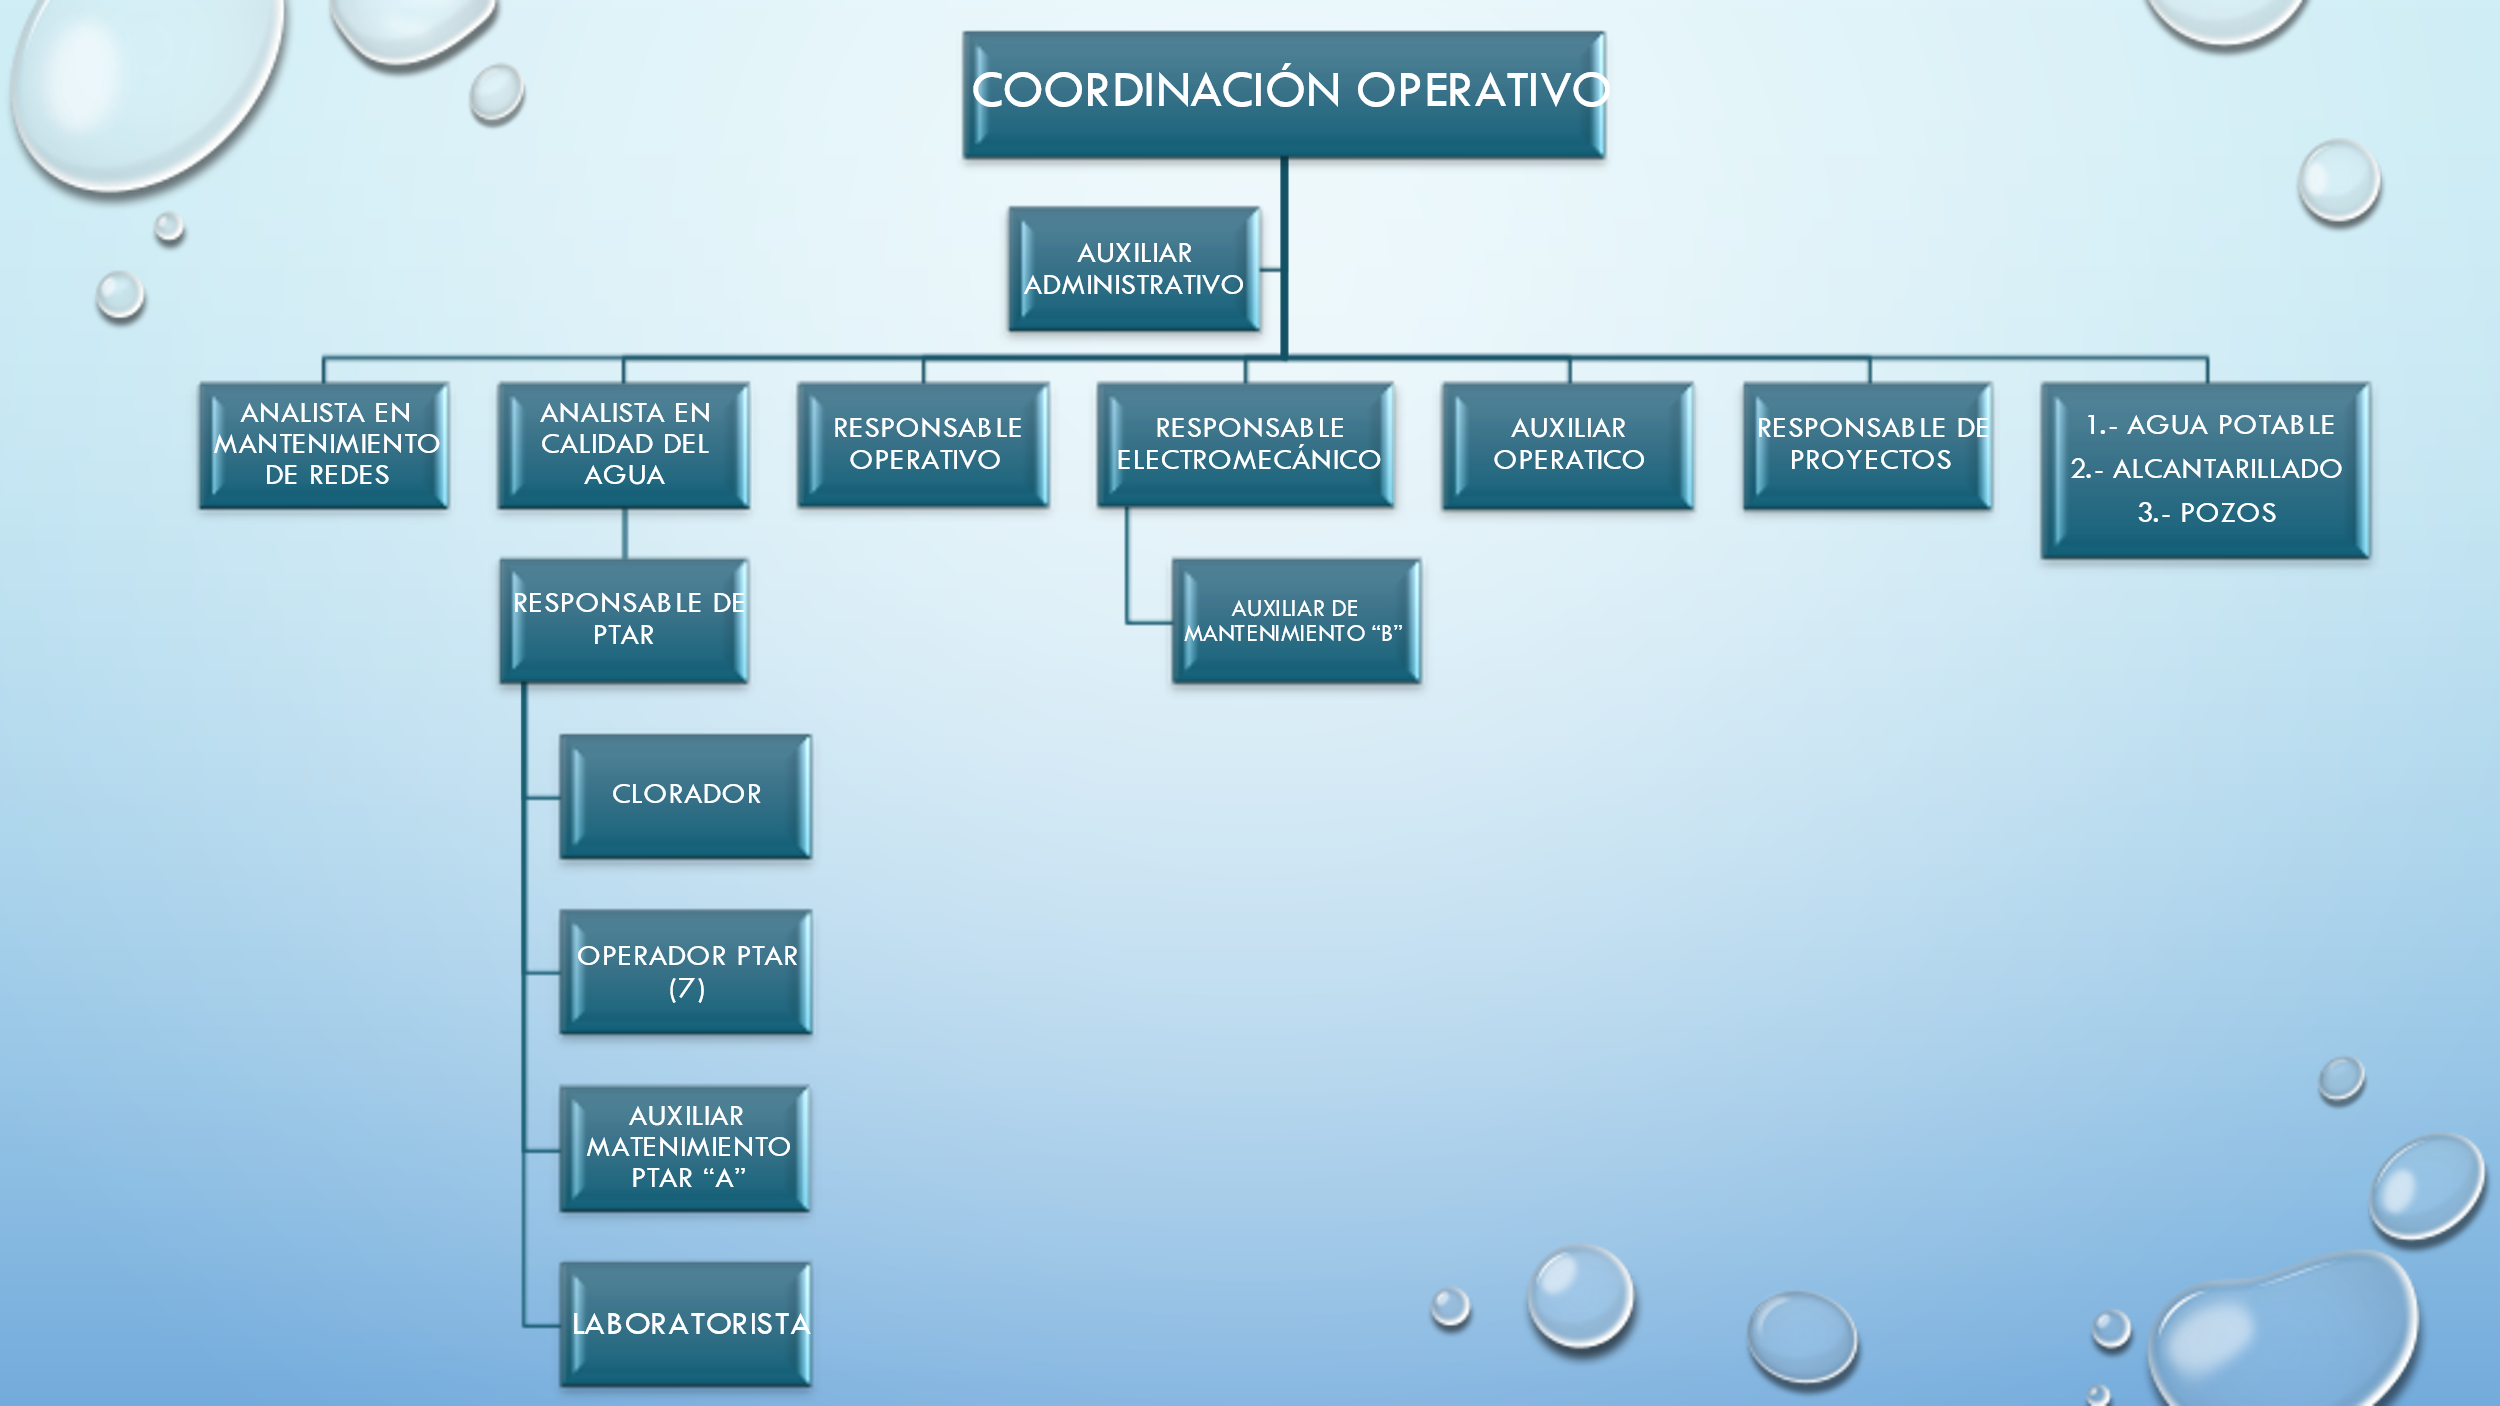 COORDINACIÓN OPERATIVO
AUXILIAR
ADMINISTRATIVO
ANALISTA EN
MANTENIMIENTO
DE REDES
ANALISTA EN
CALIDAD DEL
AGUA
RESPONSABLE
OPERATIVO
RESPONSABLE
ELECTROMECÁNICO
AUXILIAR
OPERATICO
RESPONSABLE DE
PROYECTOS
1.- AGUA POTABLE
2.- ALCANTARILLADO
3.- POZOS
RESPONSABLE DE
PTAR
AUXILIAR DE
MANTENIMIENTO “B”
CLORADOR
OPERADOR PTAR
(7)
AUXILIAR
MATENIMIENTO
PTAR “A”
LABORATORISTA